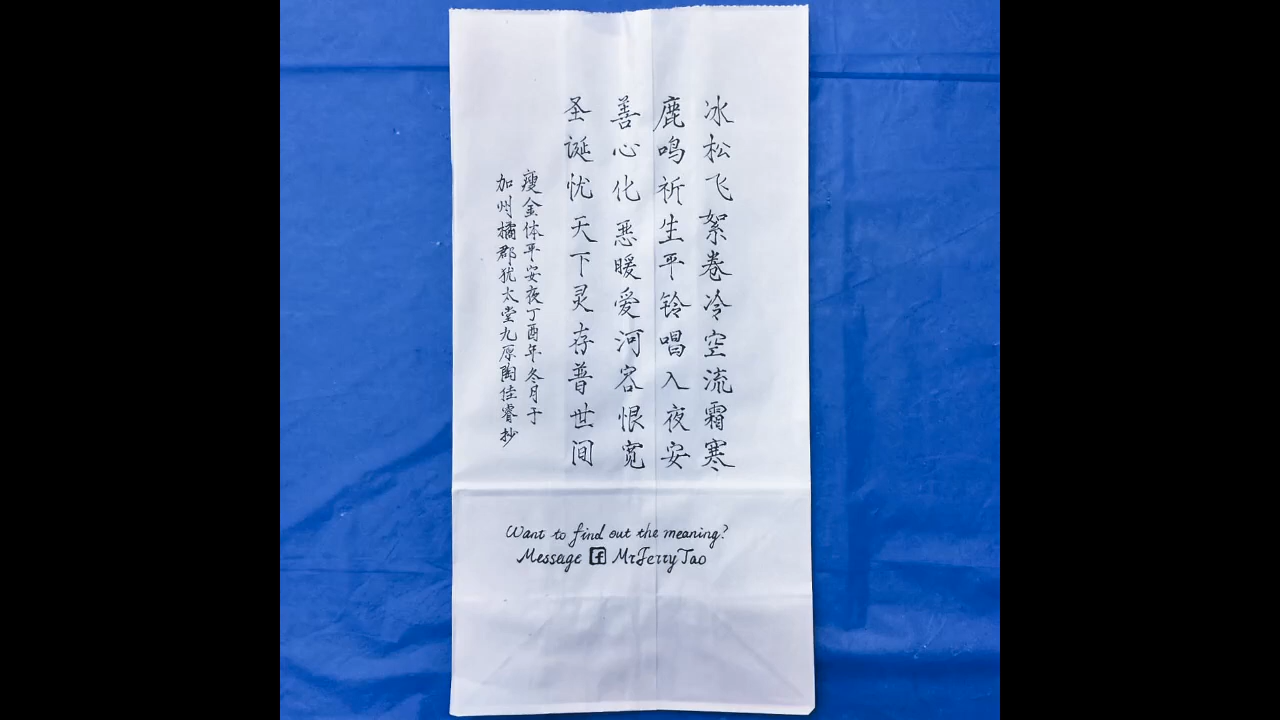 冰松飞絮卷冷空流霜寒
鹿鸣祈生平铃唱入夜安
善心化恶暖爱河容恨宽
圣诞忧天下灵存普世间
瘦金体平安夜丁酉年冬月于
加州橘郡犹太堂九原陶佳睿抄
Want to find out the meaning?
Message f MrJerryTao